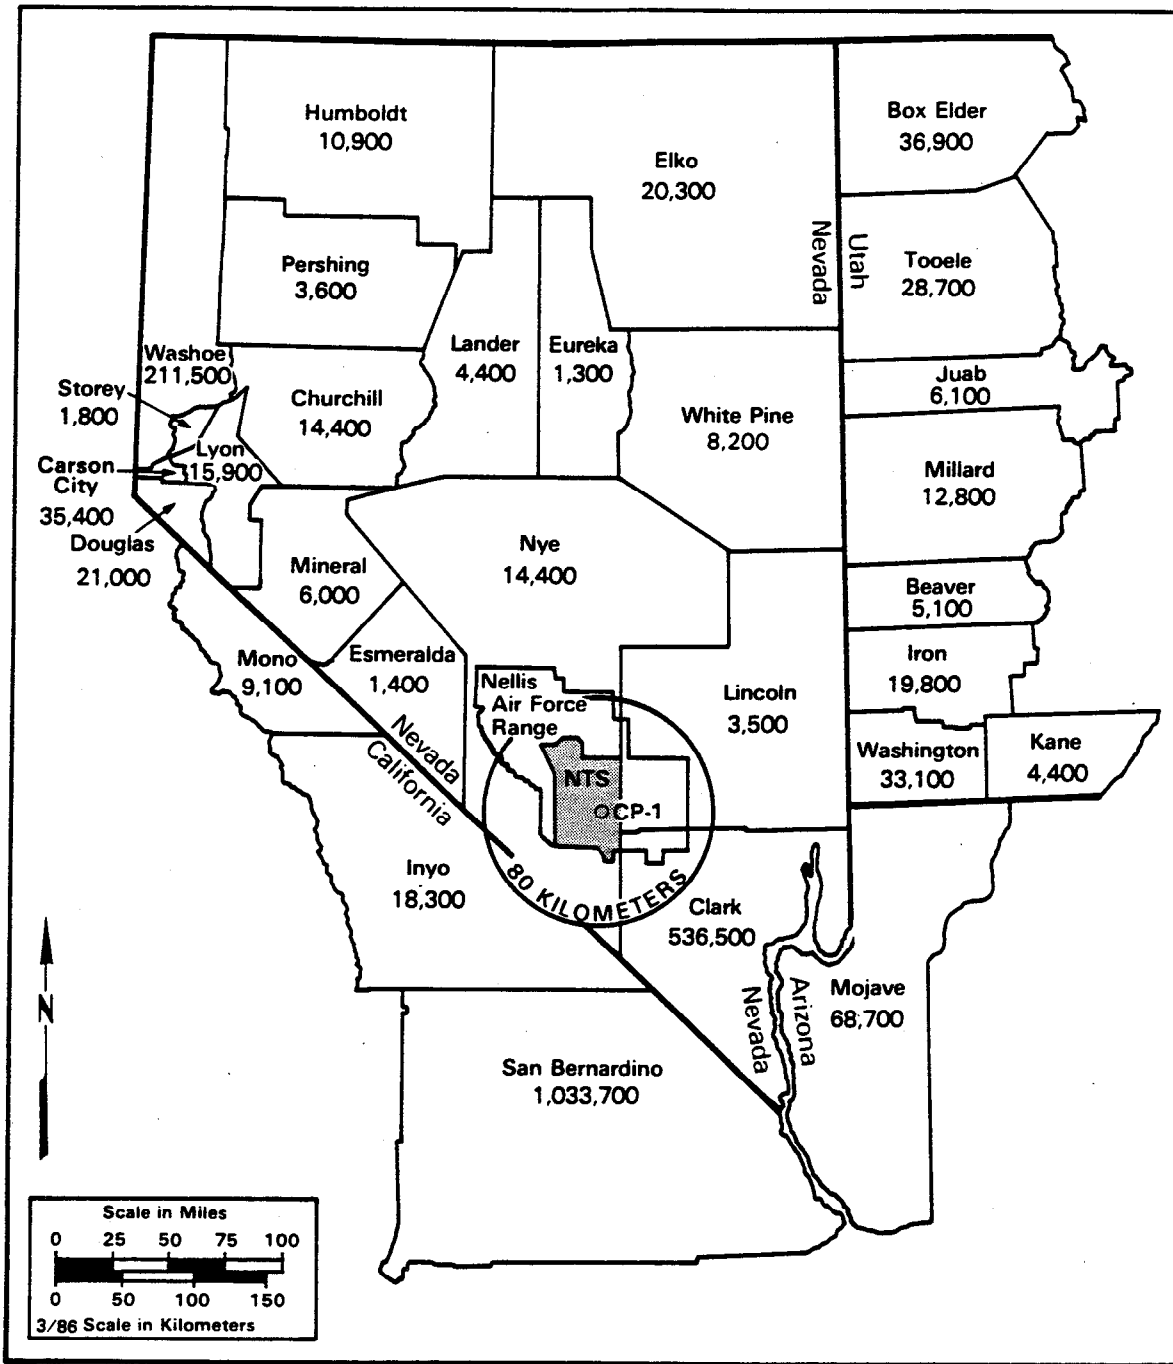 Humboldt
10,900
Elko
20,300
Box Elder
36,900
Pershing
3,600
Nevada
Utah
Tooele
28,700
Washoe
211,500
Lander
4,400
Eureka
1,300
Storey
1,800
Churchill
14,400
White Pine
8,200
Juab
6,100
Lyon
15,900
Carson
City
35,400
Millard
12,800
Douglas
21,000
Mineral
6,000
Nye
14,400
Beaver
5,100
Mono
9,100
Esmeralda
1,400
Iron
19,800
Nellis
Air Force
Range
Lincoln
3,500
Washington
33,100
Kane
4,400
Nevada
California
NTS
CP-1
80 KILOMETERS
Inyo
18,300
Clark
536,500
Nevada
Arizona
Mojave
68,700
San Bernardino
1,033,700
N
Scale in Miles
0 25 50 75 100
0 50 100 150
3/86 Scale in Kilometers